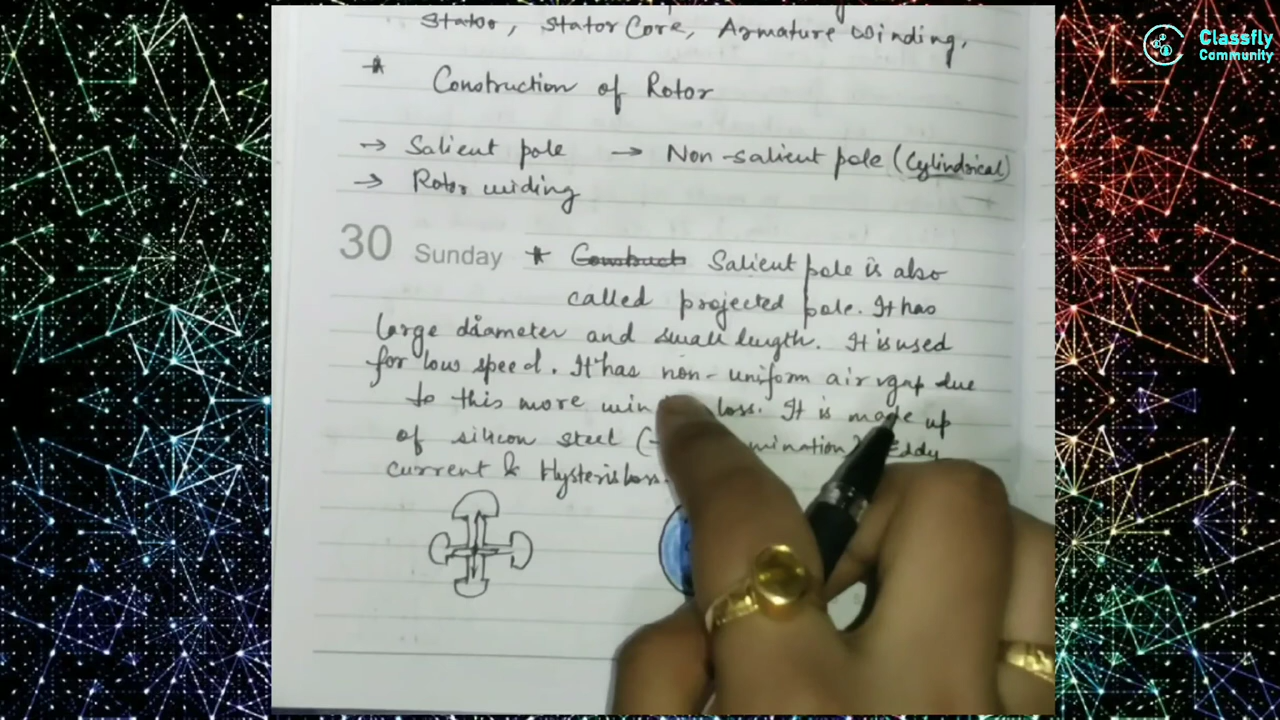 Stator, Stator Core, Armature winding,
* Construction of Rotor
→ Salient pole → Non-salient pole (Cylindrical)
→ Rotor widing
30 Sunday * Construct Salient pole is also
called projected pole. It has
large diameter and small length. It is used
for low speed. It has non-uniform air gap due
to this more loss. It is made up
of silicon steel ( Eddy
current & Hysteris loss.
Classfly
Community